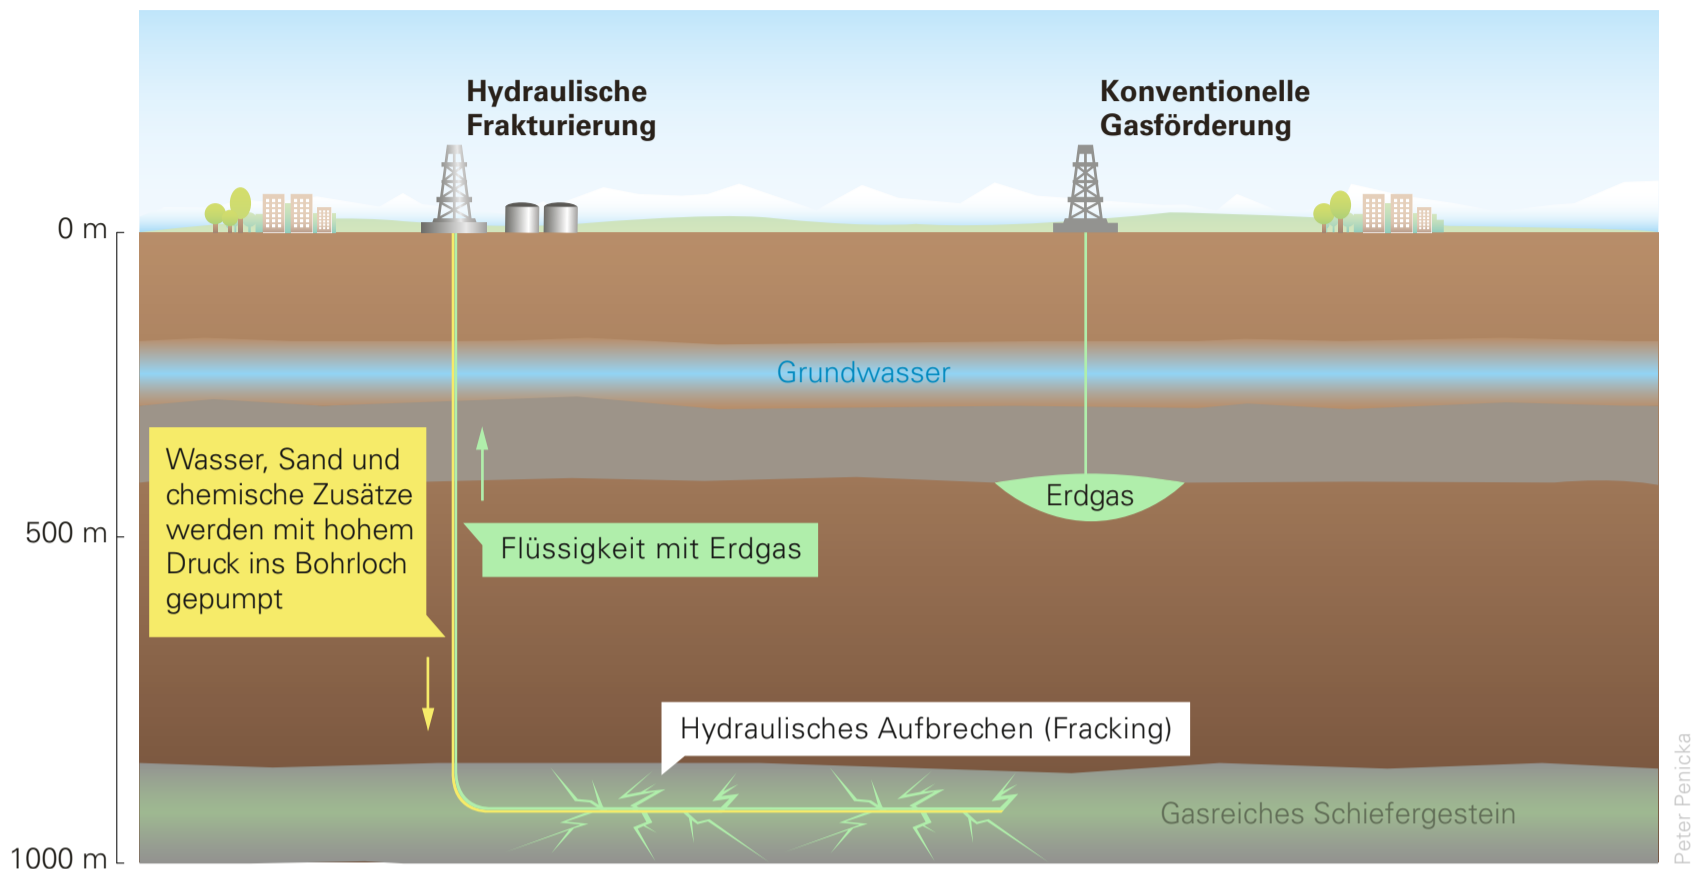 Hydraulische
Frakturierung
Konventionelle
Gasförderung
0 m
Grundwasser
Wasser, Sand und
chemische Zusätze
werden mit hohem
Druck ins Bohrloch
gepumpt
Erdgas
500 m
Flüssigkeit mit Erdgas
Hydraulisches Aufbrechen (Fracking)
Gasreiches Schiefergestein
1000 m
Peter Penicka